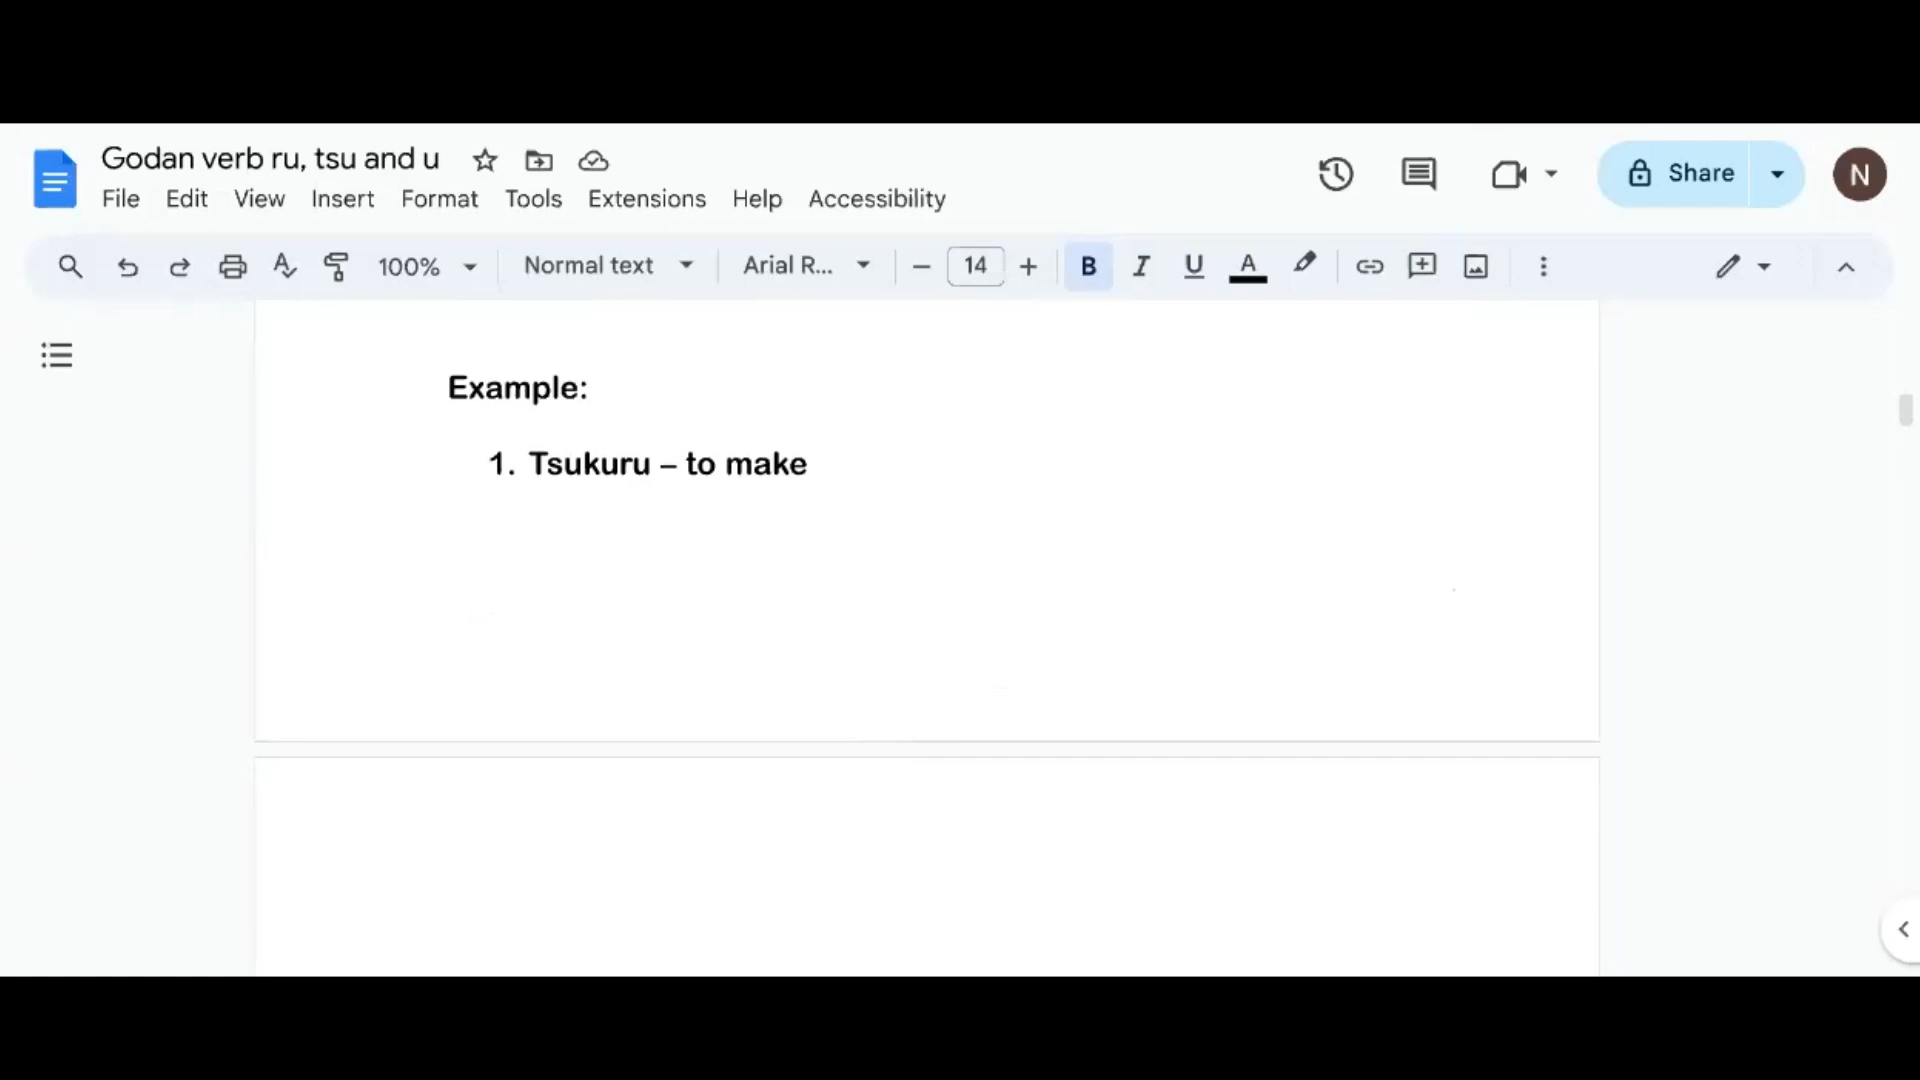 Godan verb ru, tsu and u
File Edit View Insert Format Tools Extensions Help Accessibility
Share
N
100% Normal text Arial R... 14 B I U A
Example:
1. Tsukuru – to make